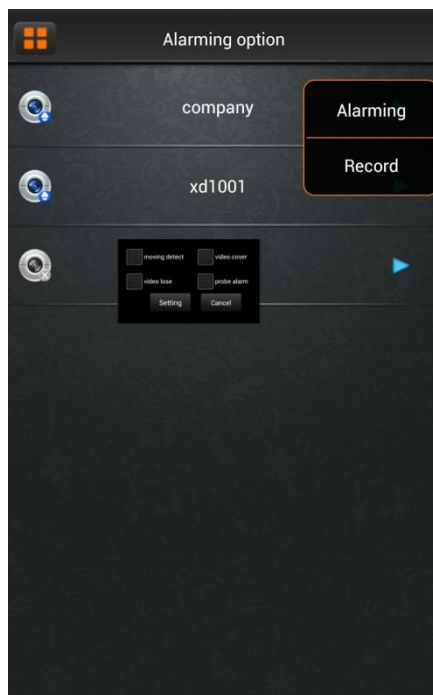 Alarming option
company
Alarming
Record
xd1001
moving detect video cover
video lose probe alarm
Setting Cancel